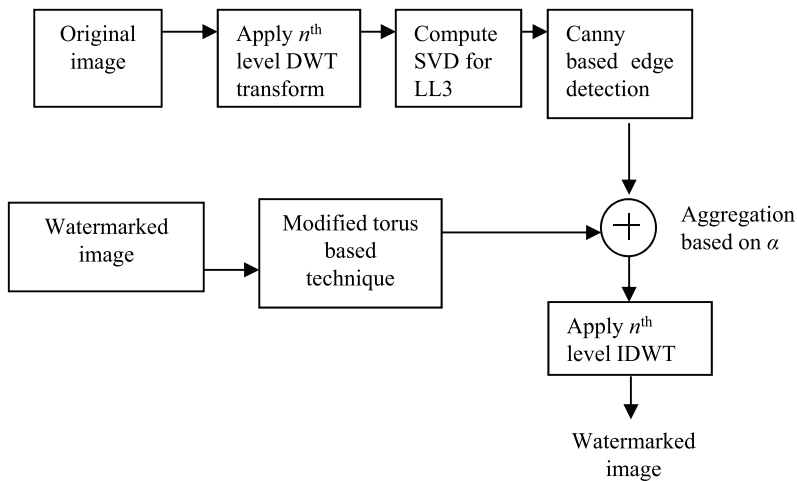 Original
image
Apply nth
level DWT
transform
Compute
SVD for
LL3
Canny
based edge
detection
Watermarked
image
Modified torus
based
technique
+
Aggregation
based on α
Apply nth
level IDWT
Watermarked
image